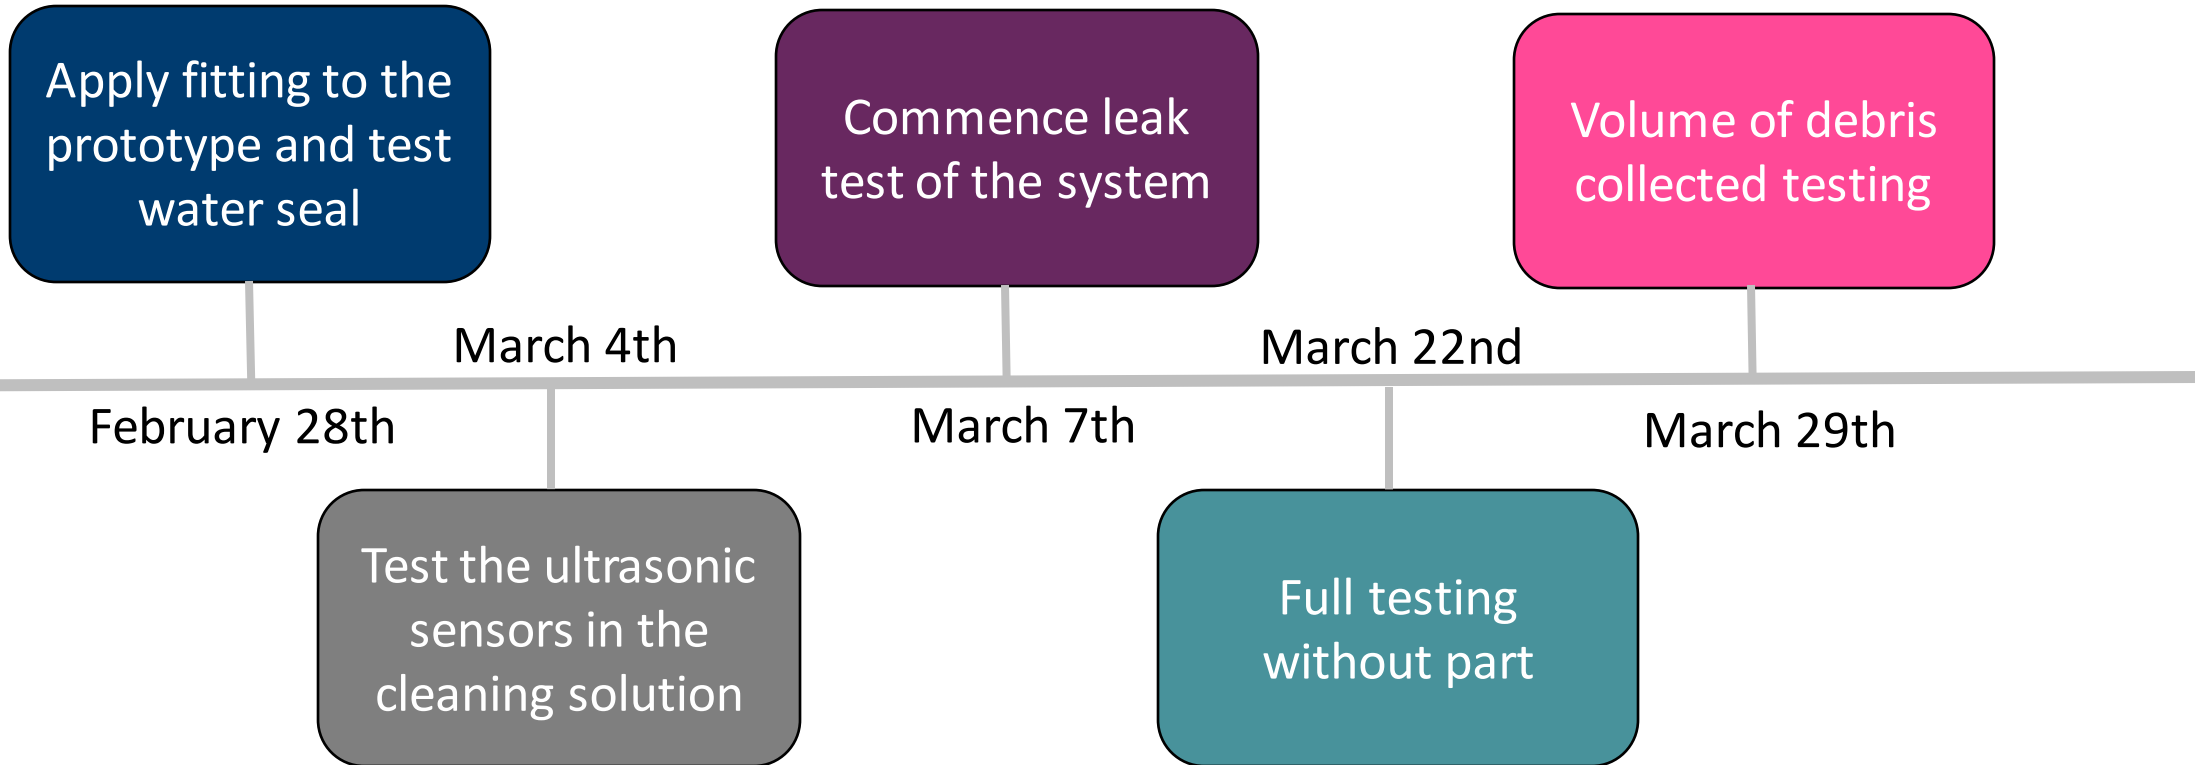 Apply fitting to the
prototype and test
water seal
Commence leak
test of the system
Volume of debris
collected testing
March 4th
March 22nd
February 28th
March 7th
March 29th
Test the ultrasonic
sensors in the
cleaning solution
Full testing
without part